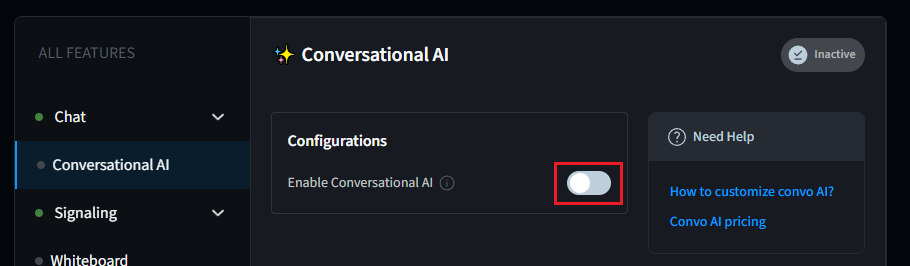 ALL FEATURES
Chat
Conversational AI
Signaling
Whiteboard
Conversational AI
Inactive
Configurations
Enable Conversational AI
Need Help
How to customize convo AI?
Convo AI pricing